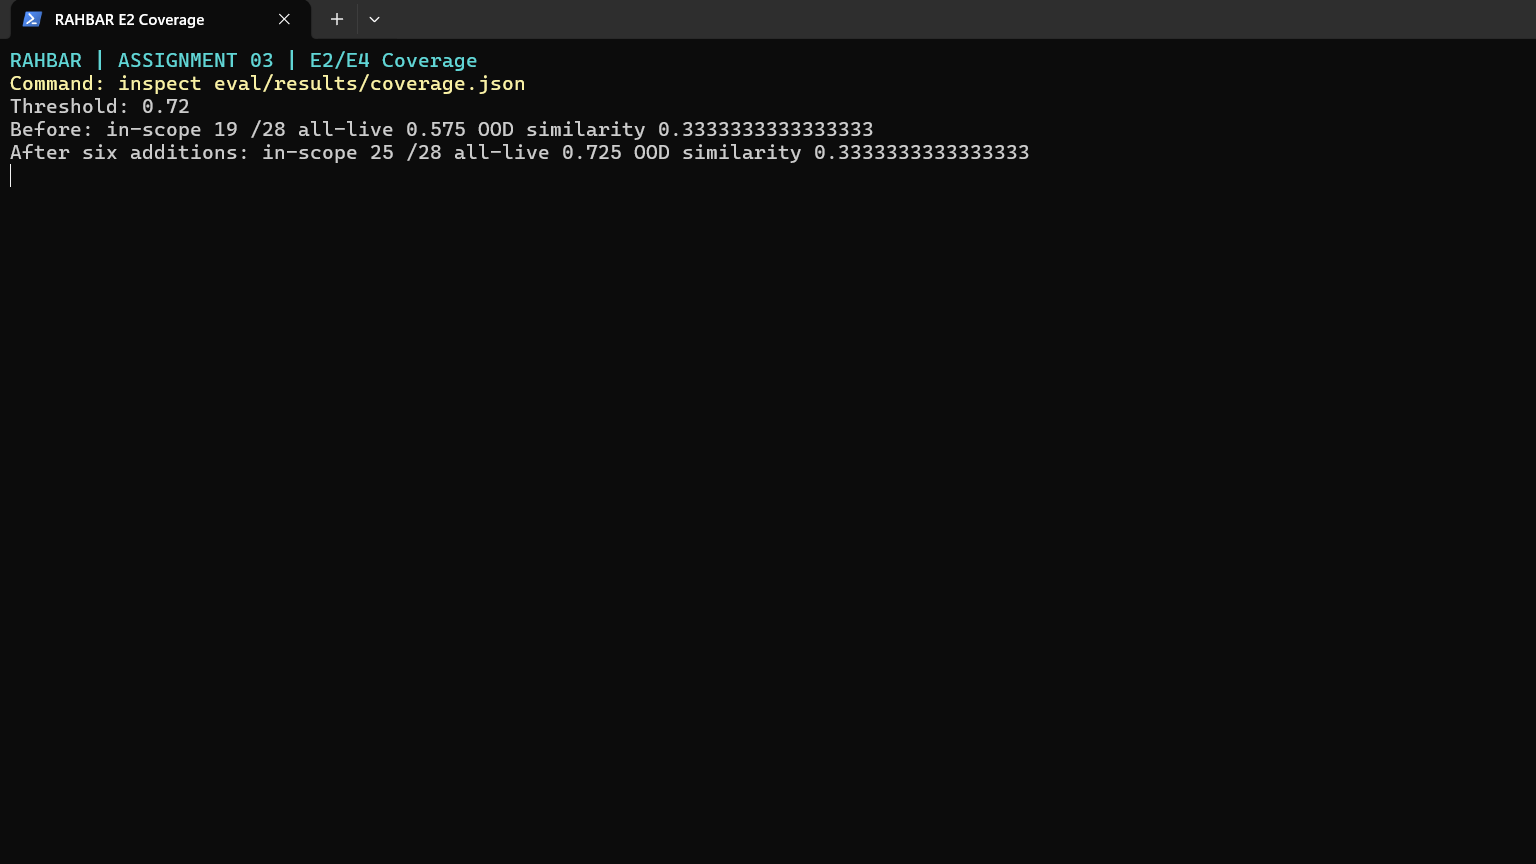 RAHBAR E2 Coverage
RAHBAR | ASSIGNMENT 03 | E2/E4 Coverage
Command: inspect eval/results/coverage.json
Threshold: 0.72
Before: in-scope 19 /28 all-live 0.575 OOD similarity 0.3333333333333333
After six additions: in-scope 25 /28 all-live 0.725 OOD similarity 0.3333333333333333